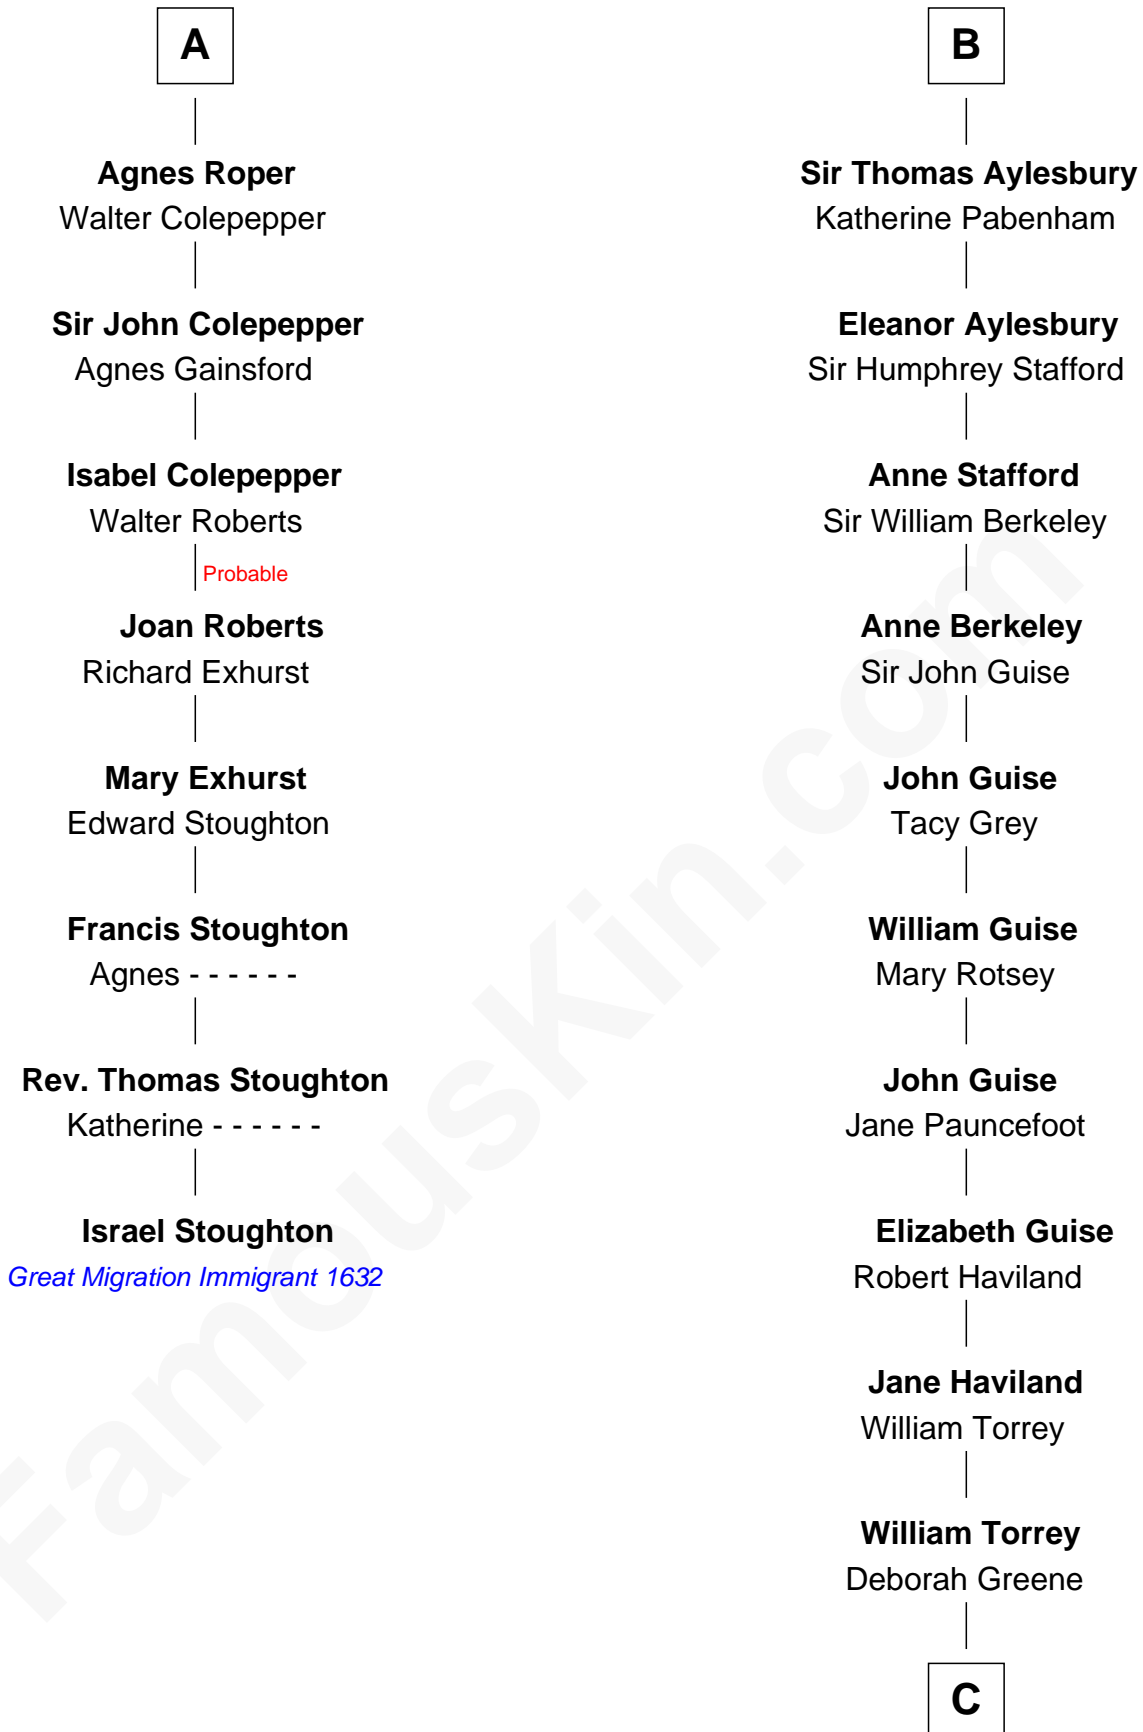 A
Agnes Roper
Walter Colepepper
Sir John Colepepper
Agnes Gainsford
Isabel Colepepper
Walter Roberts
Probable
Joan Roberts
Richard Exhurst
Mary Exhurst
Edward Stoughton
Francis Stoughton
Agnes - - - - - -
Rev. Thomas Stoughton
Katherine - - - - - -
Israel Stoughton
Great Migration Immigrant 1632
B
Sir Thomas Aylesbury
Katherine Pabenham
Eleanor Aylesbury
Sir Humphrey Stafford
Anne Stafford
Sir William Berkeley
Anne Berkeley
Sir John Guise
John Guise
Tacy Grey
William Guise
Mary Rotsey
John Guise
Jane Pauncefoot
Elizabeth Guise
Robert Haviland
Jane Haviland
William Torrey
William Torrey
Deborah Greene
C
FamousKin.com